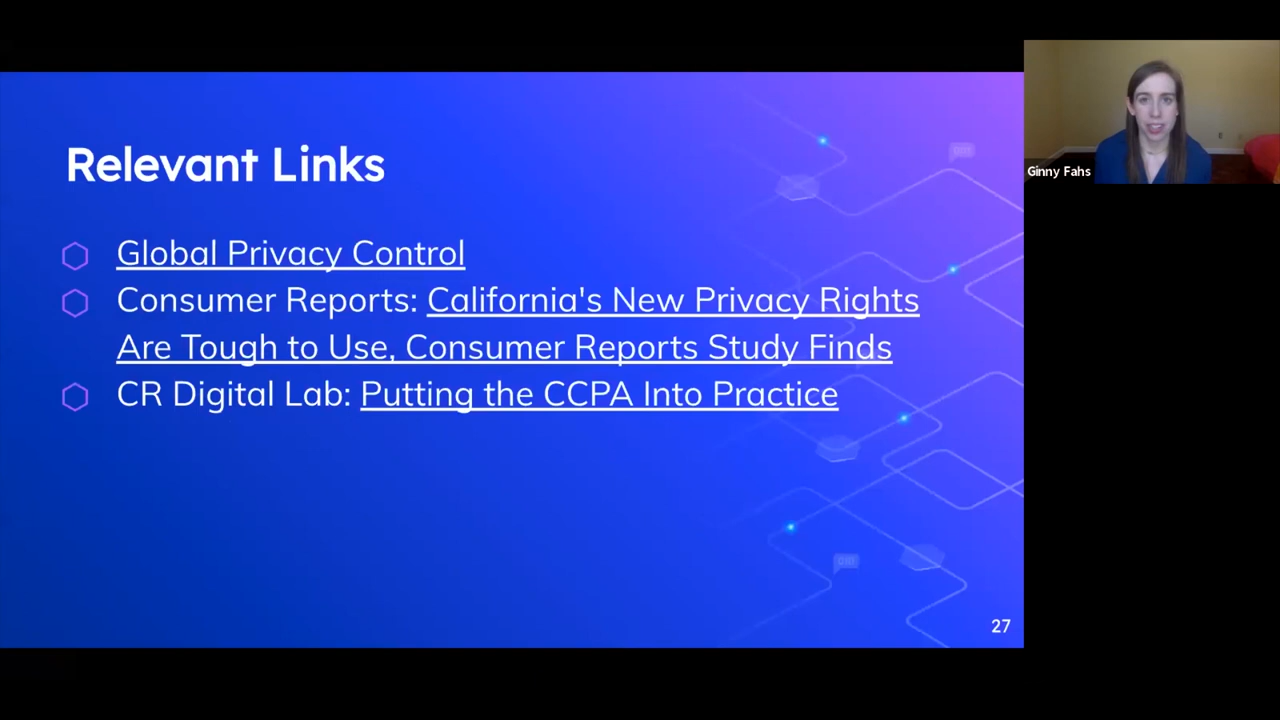 Relevant Links
Global Privacy Control
Consumer Reports: California's New Privacy Rights
Are Tough to Use, Consumer Reports Study Finds
CR Digital Lab: Putting the CCPA Into Practice
27
Ginny Fahs